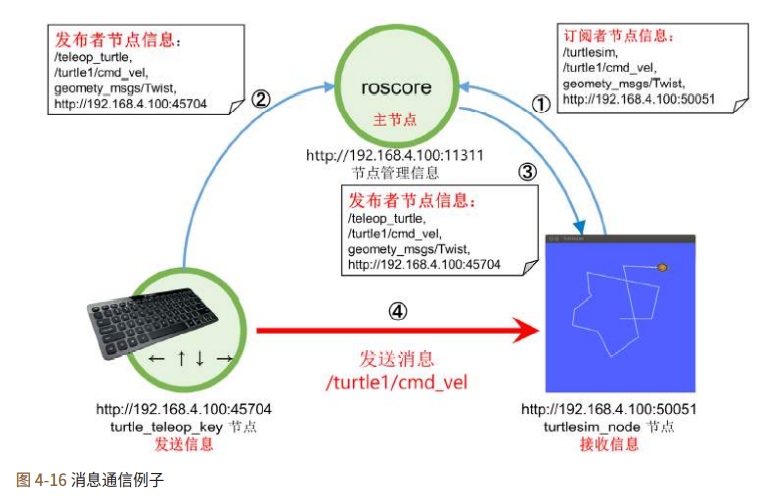 发布者节点信息：
/teleop_turtle,
/turtle1/cmd_vel,
geomety_msgs/Twist,
http://192.168.4.100:45704
②
roscore
主节点
http://192.168.4.100:11311
节点管理信息
订阅者节点信息：
/turtlesim,
/turtle1/cmd_vel,
geomety_msgs/Twist,
http://192.168.4.100:50051
①
③
发布者节点信息：
/teleop_turtle,
/turtle1/cmd_vel,
geomety_msgs/Twist,
http://192.168.4.100:45704
← ↑ ↓ →
④
发送消息
/turtle1/cmd_vel
http://192.168.4.100:45704
turtle_teleop_key 节点
发送信息
http://192.168.4.100:50051
turtlesim_node 节点
接收信息
图 4-16 消息通信例子